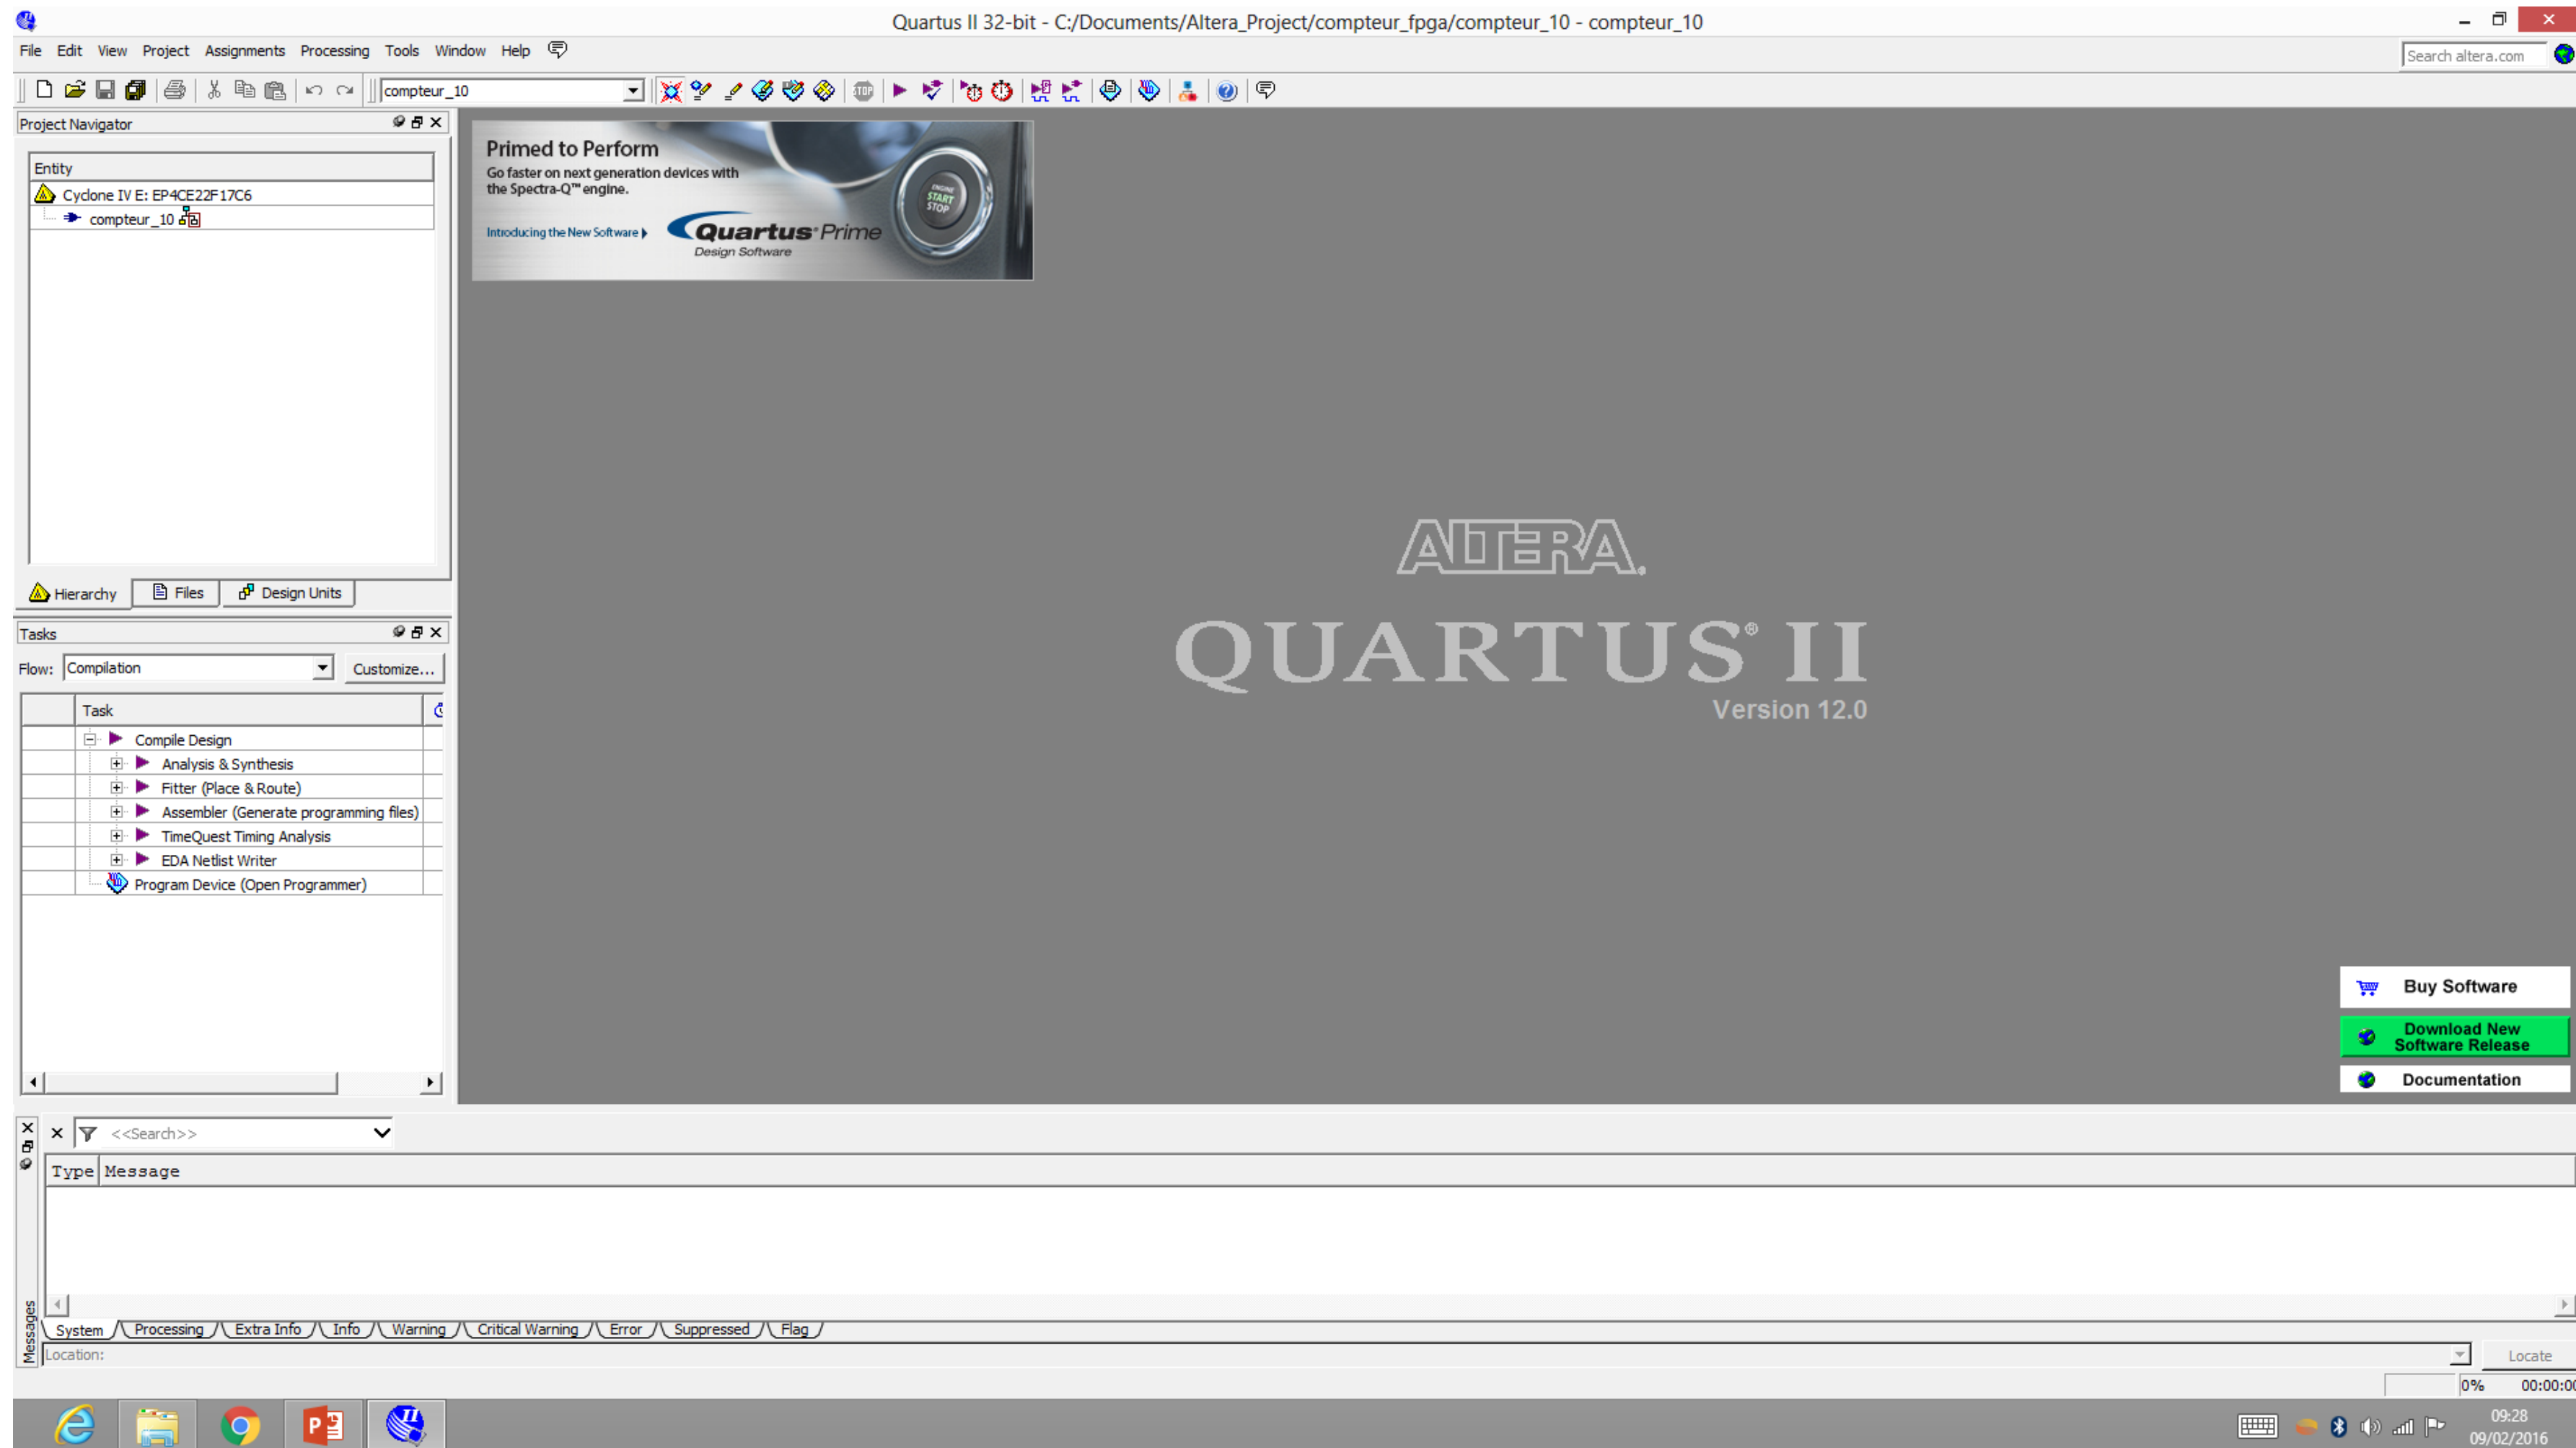 Quartus II 32-bit - C:/Documents/Altera_Project/compteur_fpga/compteur_10 - compteur_10
File Edit View Project Assignments Processing Tools Window Help
Search altera.com
compteur_10
Project Navigator
Entity
Cyclone IV E: EP4CE22F17C6
compteur_10
Hierarchy Files Design Units
Primed to Perform
Go faster on next generation devices with
the Spectra-Q™ engine.
Introducing the New Software
Quartus® Prime
Design Software
ENGINE
START
STOP
ALTERA®
QUARTUS® II
Version 12.0
Tasks
Flow: Compilation Customize...
Task
Compile Design
Analysis & Synthesis
Fitter (Place & Route)
Assembler (Generate programming files)
TimeQuest Timing Analysis
EDA Netlist Writer
Program Device (Open Programmer)
Buy Software
Download New
Software Release
Documentation
<<Search>>
Type Message
System Processing Extra Info Info Warning Critical Warning Error Suppressed Flag
Messages
Location: Locate
0% 00:00:00
09:28
09/02/2016